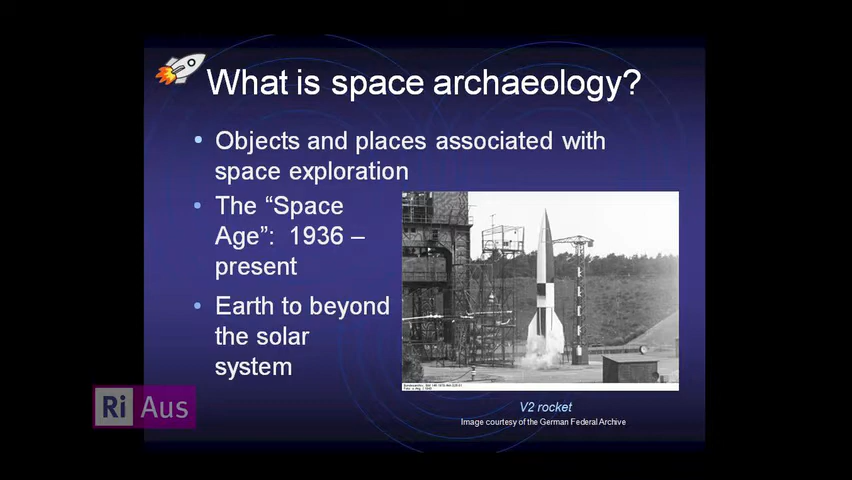 What is space archaeology?
• Objects and places associated with
space exploration
• The “Space
Age”: 1936 –
present
• Earth to beyond
the solar
system
V2 rocket
Image courtesy of the German Federal Archive
Ri Aus